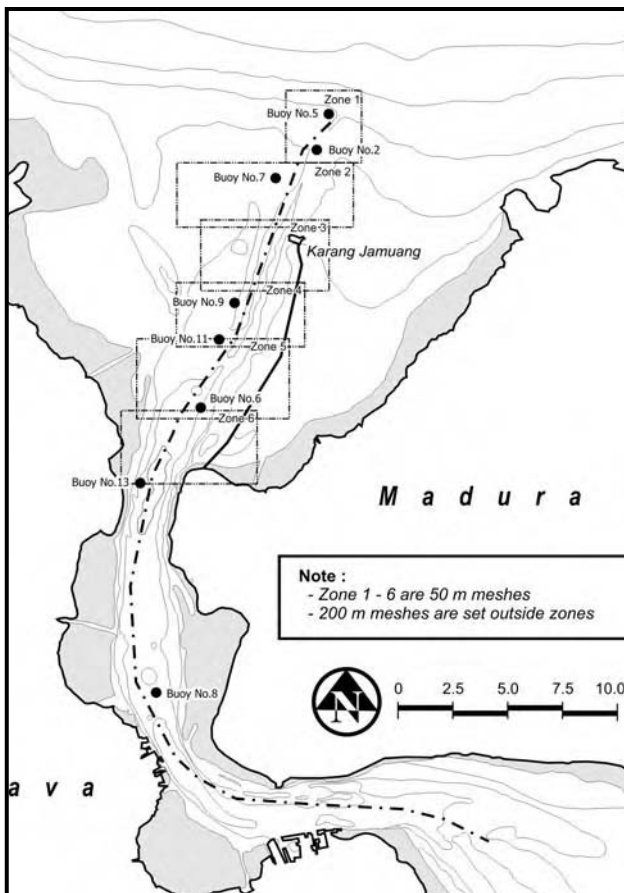 Zone 1
Buoy No.5
Buoy No.2
Zone 2
Buoy No.7
Zone 3
Karang Jamuang
Zone 4
Buoy No.9
Buoy No.11
Zone 5
Buoy No.6
Zone 6
Buoy No.13
Madura
Note :
- Zone 1 - 6 are 50 m meshes
- 200 m meshes are set outside zones
N
0 2.5 5.0 7.5 10.0
Buoy No.8
ava